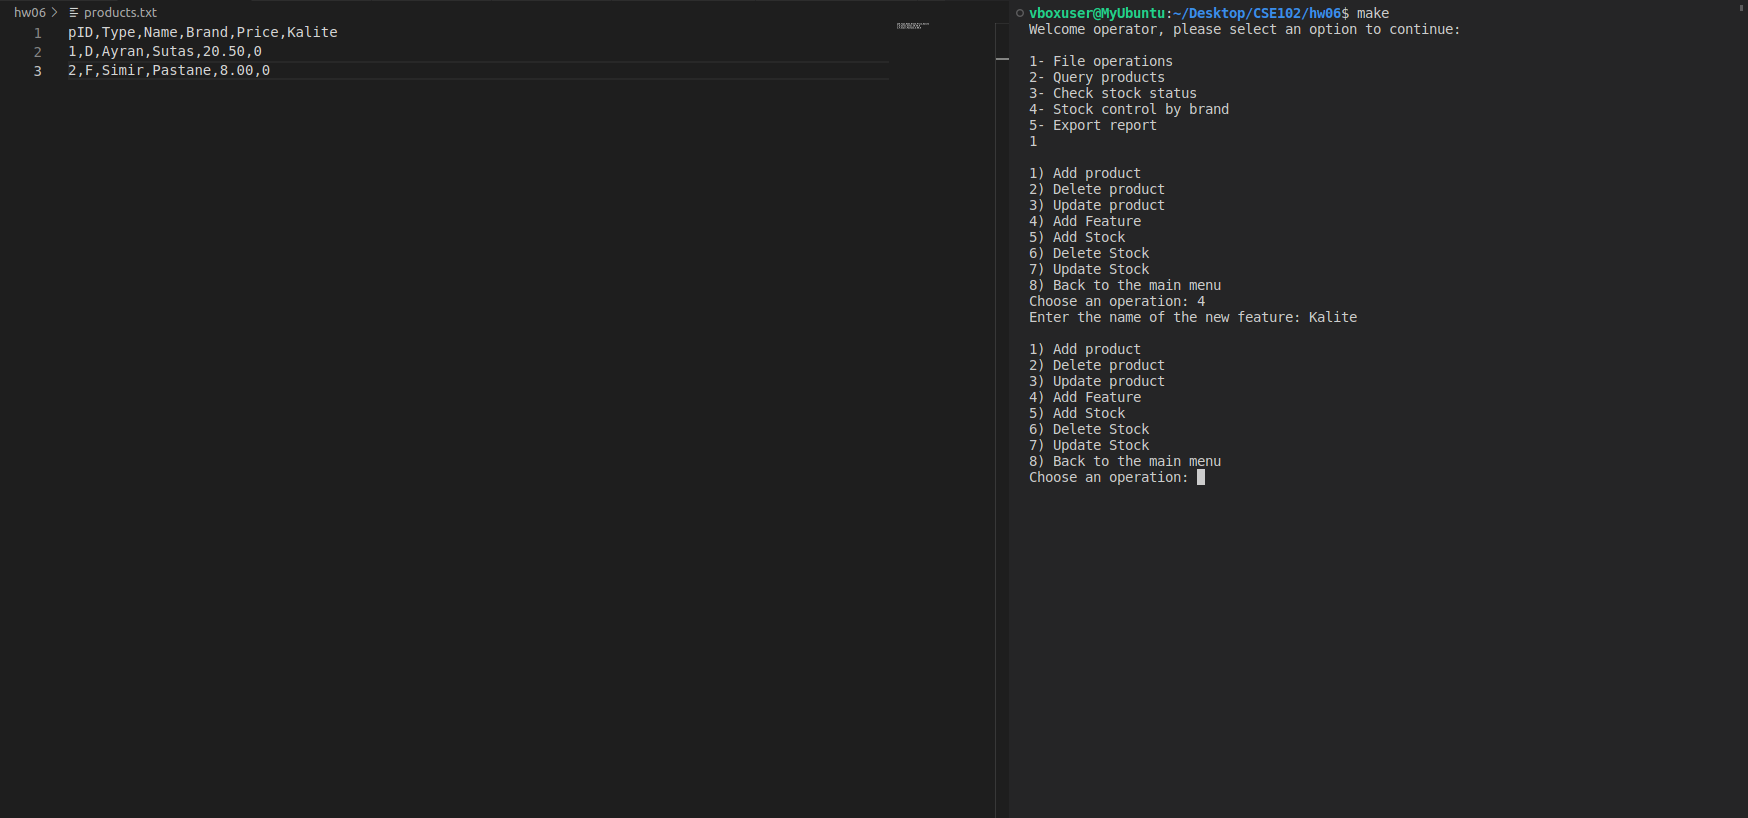 hw06 > products.txt
1 pID,Type,Name,Brand,Price,Kalite
2 1,D,Ayran,Sutas,20.50,0
3 2,F,Simir,Pastane,8.00,0
vboxuser@MyUbuntu:~/Desktop/CSE102/hw06$ make
Welcome operator, please select an option to continue:
1- File operations
2- Query products
3- Check stock status
4- Stock control by brand
5- Export report
1
1) Add product
2) Delete product
3) Update product
4) Add Feature
5) Add Stock
6) Delete Stock
7) Update Stock
8) Back to the main menu
Choose an operation: 4
Enter the name of the new feature: Kalite
1) Add product
2) Delete product
3) Update product
4) Add Feature
5) Add Stock
6) Delete Stock
7) Update Stock
8) Back to the main menu
Choose an operation: